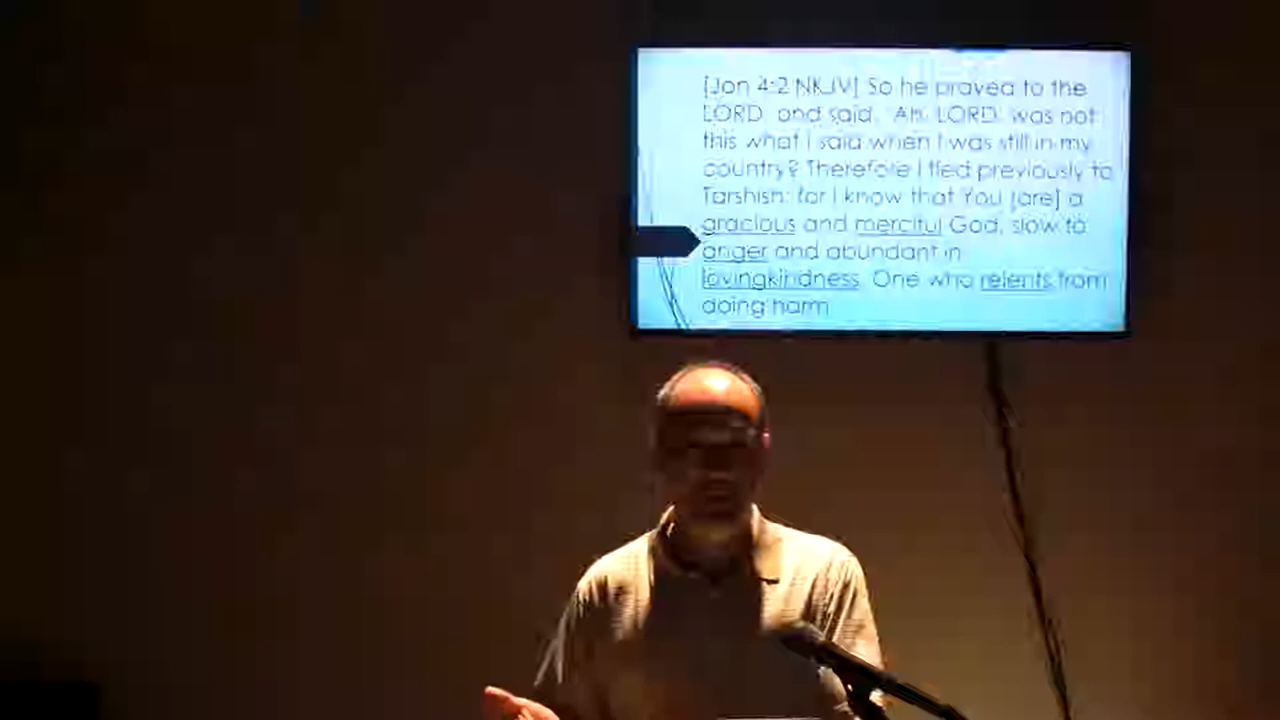 [Jon 4:2 NKJV] So he prayed to the
LORD, and said, "Ah, LORD, was not
this what I said when I was still in my
country? Therefore I fled previously to
Tarshish; for I know that You [are] a
gracious and merciful God, slow to
anger and abundant in
lovingkindness, One who relents from
doing harm